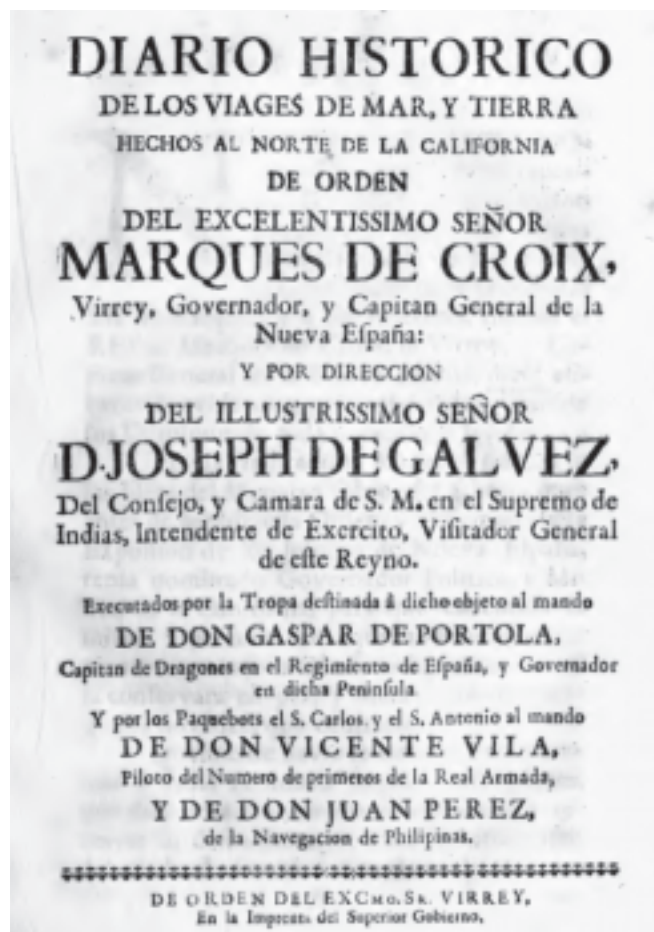 DIARIO HISTORICO
DE LOS VIAGES DE MAR, Y TIERRA
HECHOS AL NORTE DE LA CALIFORNIA
DE ORDEN
DEL EXCELENTISSIMO SEÑOR
MARQUES DE CROIX,
Virrey, Governador, y Capitan General de la
Nueva Eſpaña:
Y POR DIRECCION
DEL ILLUSTRISSIMO SEÑOR
D. JOSEPH DE GALVEZ,
Del Conſejo, y Camara de S. M. en el Supremo de
Indias, Intendente de Exercito, Viſitador General
de eſte Reyno.
Executados por la Tropa deſtinada á dicho objeto al mando
DE DON GASPAR DE PORTOLA,
Capitan de Dragones en el Regimiento de Eſpaña, y Governador
en dicha Peninſula
Y por los Paquebots el S. Carlos, y el S. Antonio al mando
DE DON VICENTE VILA,
Piloto del Numero de primeros de la Real Armada,
Y DE DON JUAN PEREZ,
de la Navegacion de Philipinas.
DE ORDEN DEL EXCMO. SR. VIRREY,
En la Imprenta del Superior Gobierno.